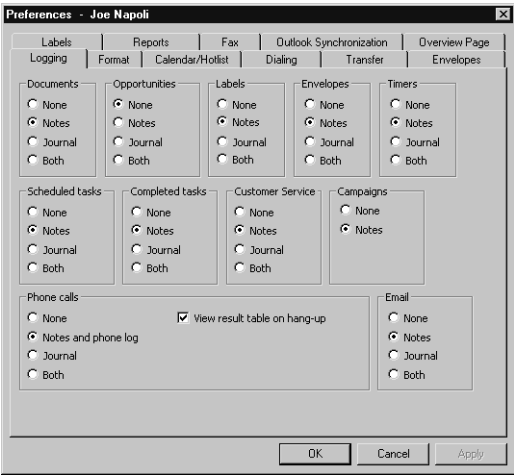 Preferences - Joe Napoli
Labels Reports Fax Outlook Synchronization Overview Page
Logging Format Calendar/Hotlist Dialing Transfer Envelopes
Documents Opportunities Labels Envelopes Timers
None None None None None
Notes Notes Notes Notes Notes
Journal Journal Journal Journal Journal
Both Both Both Both Both
Scheduled tasks Completed tasks Customer Service Campaigns
None None None None
Notes Notes Notes Notes
Journal Journal Journal
Both Both Both
Phone calls Email
None View result table on hang-up None
Notes and phone log Notes
Journal Journal
Both Both
OK Cancel Apply